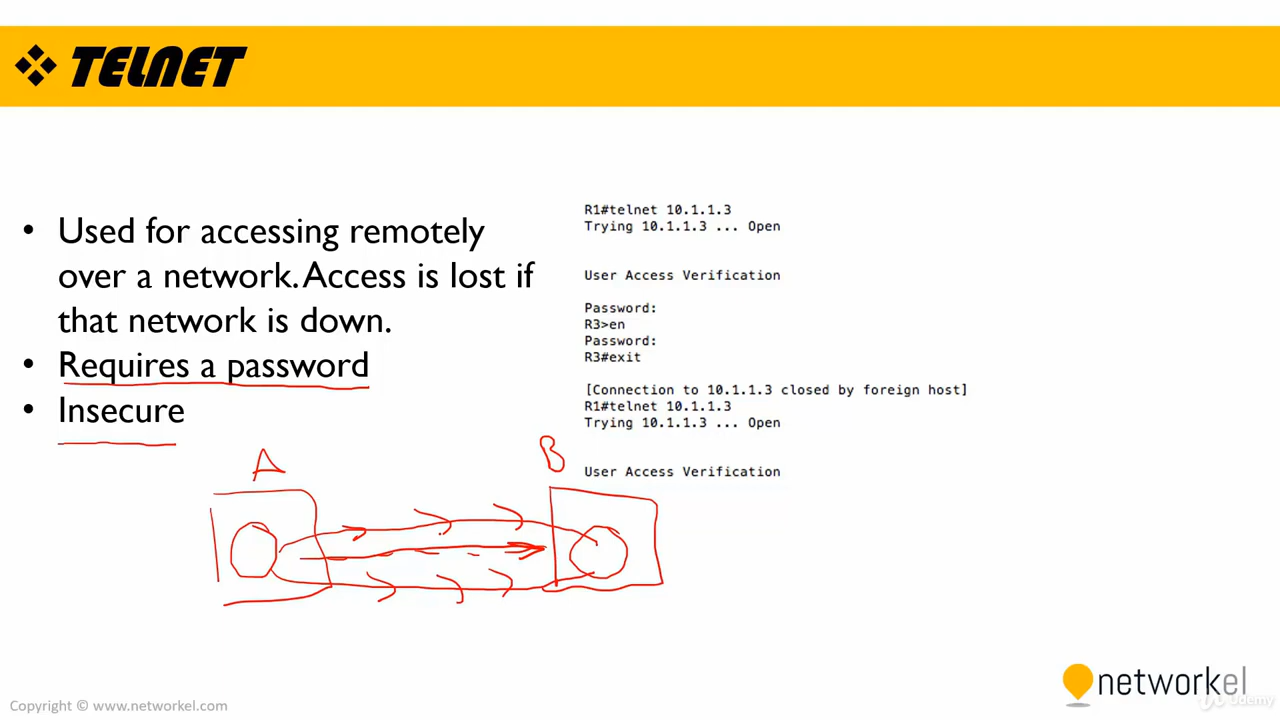 TELNET
• Used for accessing remotely
over a network. Access is lost if
that network is down.
• Requires a password
• Insecure
R1#telnet 10.1.1.3
Trying 10.1.1.3 ... Open
User Access Verification
Password:
R3>en
Password:
R3#exit
[Connection to 10.1.1.3 closed by foreign host]
R1#telnet 10.1.1.3
Trying 10.1.1.3 ... Open
User Access Verification
A
B
networkel
Udemy
Copyright © www.networkel.com